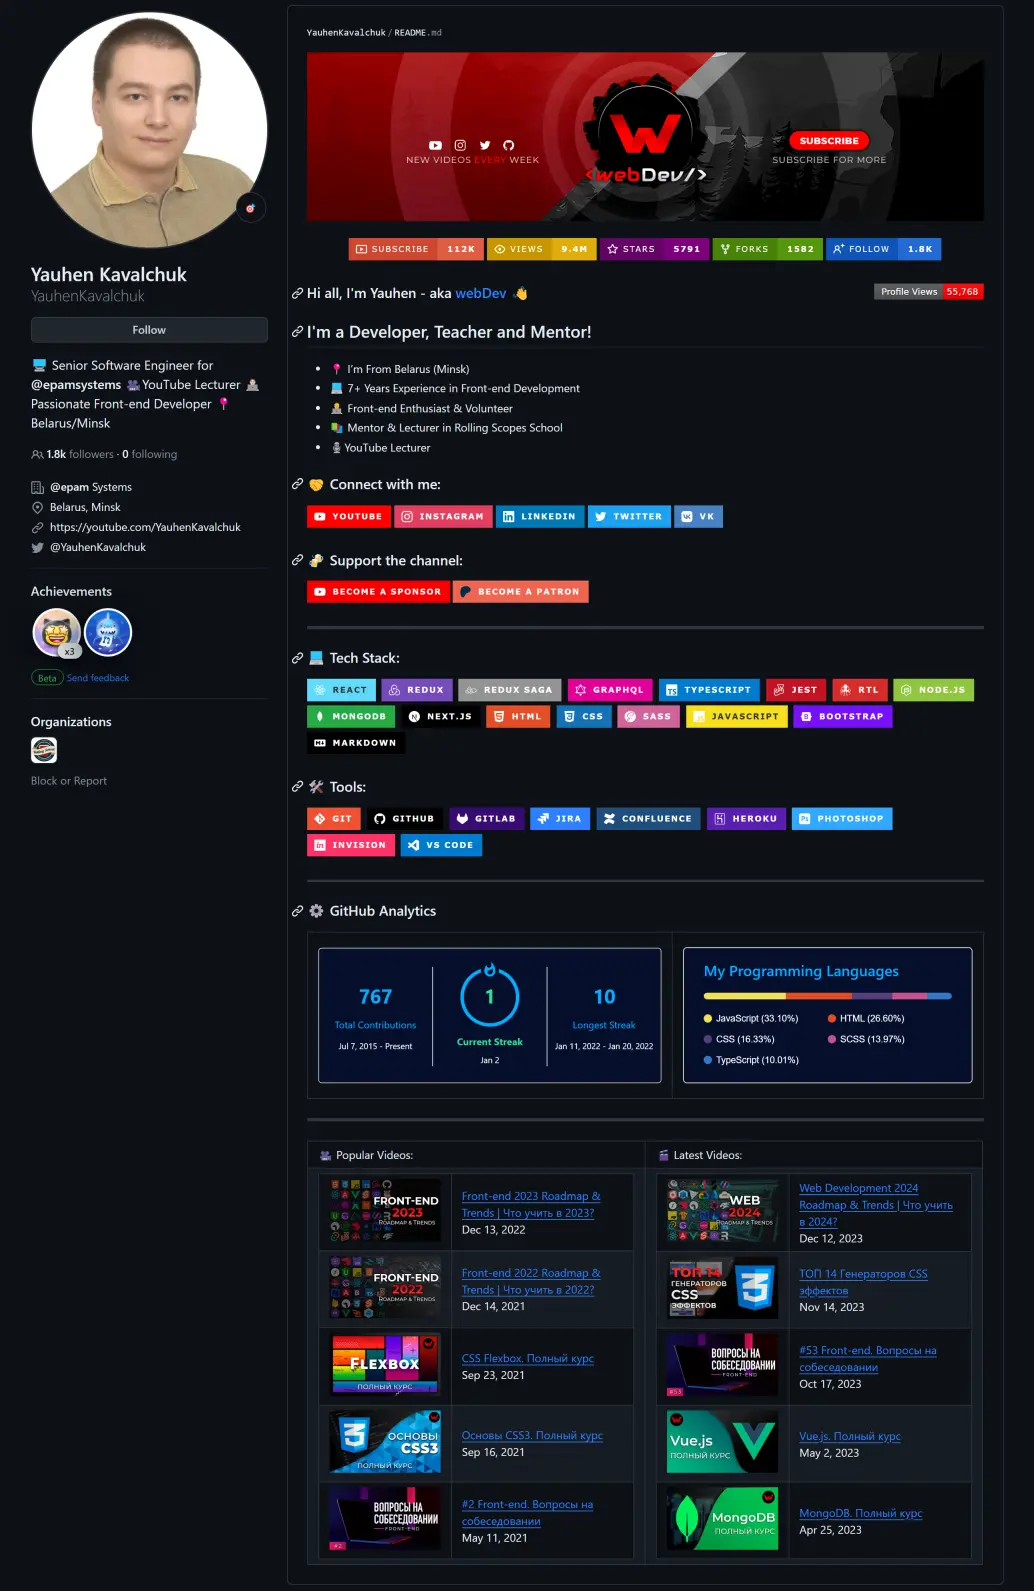 Yauhen Kavalchuk
YauhenKavalchuk
Follow
Senior Software Engineer for
@epamsystems YouTube Lecturer
Passionate Front-end Developer
Belarus/Minsk
1.8k followers · 0 following
@epam Systems
Belarus, Minsk
https://youtube.com/YauhenKavalchuk
@YauhenKavalchuk
Achievements
x3
Beta Send feedback
Organizations
Block or Report
YauhenKavalchuk / README.md
NEW VIDEOS EVERY WEEK
W
<webDev/>
SUBSCRIBE
SUBSCRIBE FOR MORE
SUBSCRIBE 112K VIEWS 9.4M STARS 5791 FORKS 1582 FOLLOW 1.8K
Hi all, I'm Yauhen - aka webDev
Profile Views 55,768
I'm a Developer, Teacher and Mentor!
I'm From Belarus (Minsk)
7+ Years Experience in Front-end Development
Front-end Enthusiast & Volunteer
Mentor & Lecturer in Rolling Scopes School
YouTube Lecturer
Connect with me:
YOUTUBE INSTAGRAM LINKEDIN TWITTER VK
Support the channel:
BECOME A SPONSOR BECOME A PATRON
Tech Stack:
REACT REDUX REDUX SAGA GRAPHQL TYPESCRIPT JEST RTL NODE.JS
MONGODB NEXT.JS HTML CSS SASS JAVASCRIPT BOOTSTRAP
MARKDOWN
Tools:
GIT GITHUB GITLAB JIRA CONFLUENCE HEROKU PHOTOSHOP
INVISION VS CODE
GitHub Analytics
767
Total Contributions
Jul 7, 2015 - Present
1
Current Streak
Jan 2
10
Longest Streak
Jan 11, 2022 - Jan 20, 2022
My Programming Languages
JavaScript (33.10%) HTML (26.60%)
CSS (16.33%) SCSS (13.97%)
TypeScript (10.01%)
Popular Videos:
FRONT-END
2023
ROADMAP & TRENDS
Front-end 2023 Roadmap &
Trends | Что учить в 2023?
Dec 13, 2022
FRONT-END
2022
ROADMAP & TRENDS
Front-end 2022 Roadmap &
Trends | Что учить в 2022?
Dec 14, 2021
FLEXBOX
ПОЛНЫЙ КУРС
CSS Flexbox. Полный курс
Sep 23, 2021
ОСНОВЫ
CSS3
ПОЛНЫЙ КУРС
Основы CSS3. Полный курс
Sep 16, 2021
ВОПРОСЫ НА
СОБЕСЕДОВАНИИ
FRONT-END
#2
#2 Front-end. Вопросы на
собеседовании
May 11, 2021
Latest Videos:
WEB
2024
ROADMAP & TRENDS
Web Development 2024
Roadmap & Trends | Что учить
в 2024?
Dec 12, 2023
ТОП 14
ГЕНЕРАТОРОВ
CSS
ЭФФЕКТОВ
ТОП 14 Генераторов CSS
эффектов
Nov 14, 2023
ВОПРОСЫ НА
СОБЕСЕДОВАНИИ
FRONT-END
#53
#53 Front-end. Вопросы на
собеседовании
Oct 17, 2023
Vue.js
ПОЛНЫЙ КУРС
Vue.js. Полный курс
May 2, 2023
MongoDB
ПОЛНЫЙ КУРС
MongoDB. Полный курс
Apr 25, 2023